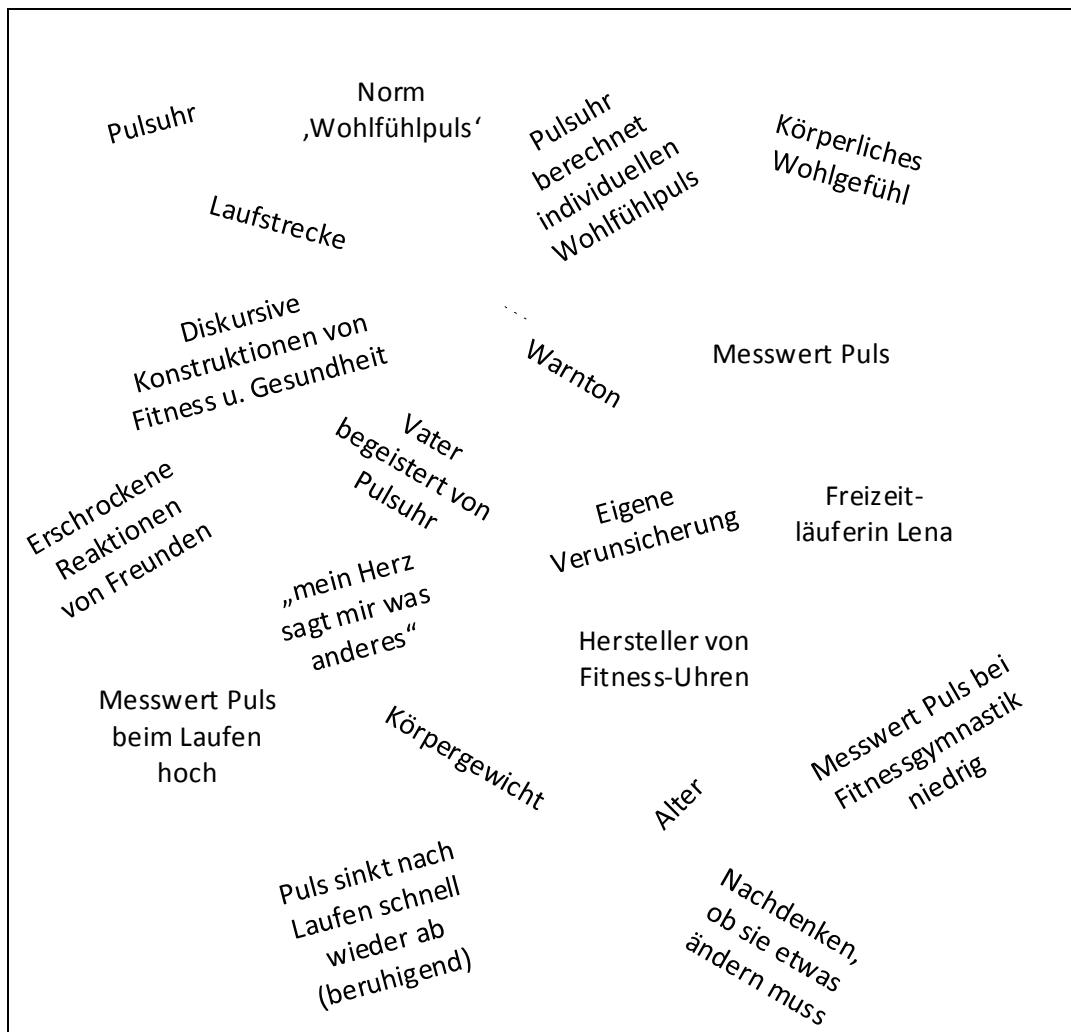 Pulsuhr
Norm
‚Wohlfühlpuls‘
Pulsuhr
berechnet
individuellen
Wohlfühlpuls
Körperliches
Wohlgefühl
Laufstrecke
Diskursive
Konstruktionen von
Fitness u. Gesundheit
Warnton
Messwert Puls
Vater
begeistert von
Pulsuhr
Erschrockene
Reaktionen
von Freunden
Eigene
Verunsicherung
Freizeit-
läuferin Lena
„mein Herz
sagt mir was
anderes“
Hersteller von
Fitness-Uhren
Messwert Puls
beim Laufen
hoch
Körpergewicht
Alter
Messwert Puls bei
Fitnessgymnastik
niedrig
Puls sinkt nach
Laufen schnell
wieder ab
(beruhigend)
Nachdenken,
ob sie etwas
ändern muss